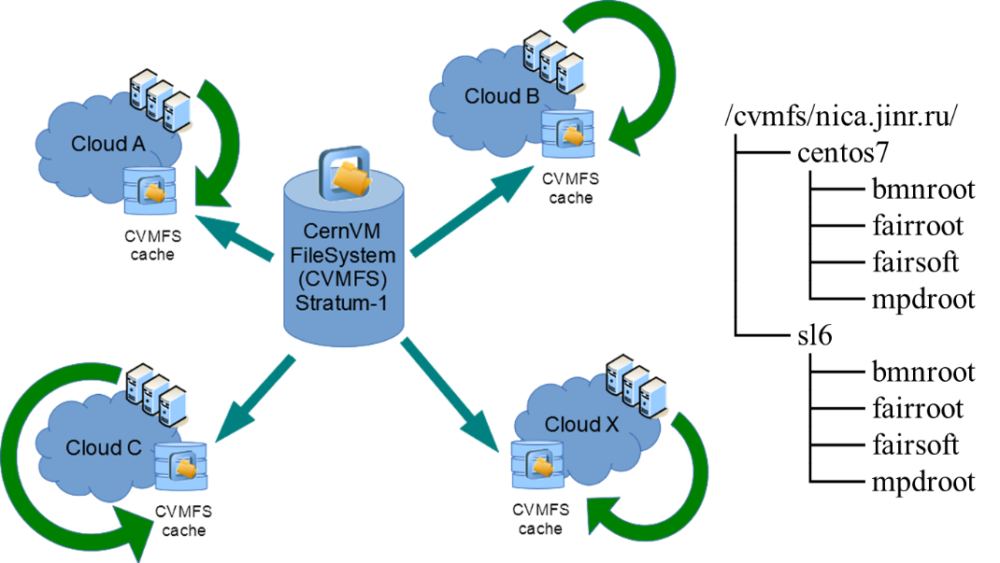 Cloud A
CVMFS
cache
Cloud B
CVMFS
cache
CernVM
FileSystem
(CVMFS)
Stratum-1
Cloud C
CVMFS
cache
Cloud X
CVMFS
cache
/cvmfs/nica.jinr.ru/
centos7
bmnroot
fairroot
fairsoft
mpdroot
sl6
bmnroot
fairroot
fairsoft
mpdroot